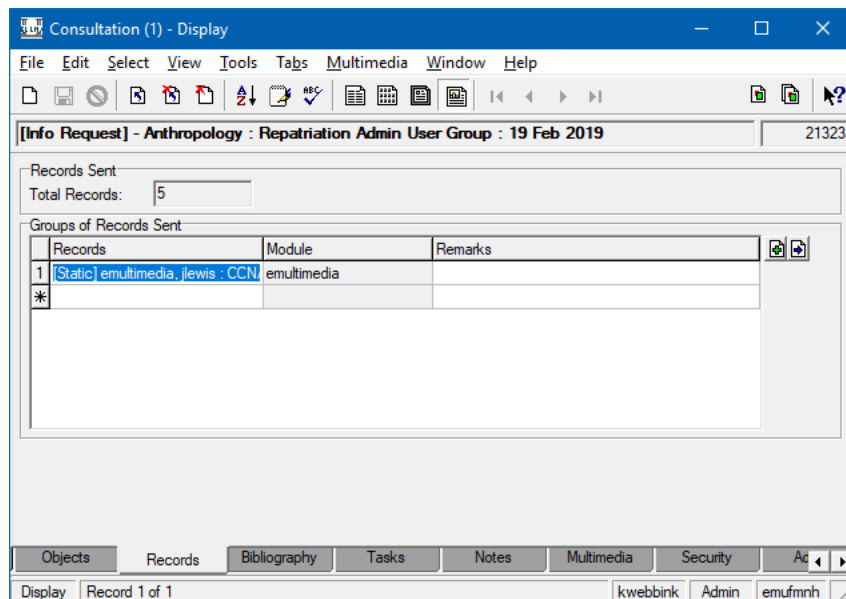 Consultation (1) - Display
File Edit Select View Tools Tabs Multimedia Window Help
[Info Request] - Anthropology : Repatriation Admin User Group : 19 Feb 2019 21323
Records Sent
Total Records: 5
Groups of Records Sent
Records Module Remarks
1 [Static] emultimedia, jlewis : CCN emultimedia
Objects Records Bibliography Tasks Notes Multimedia Security
Display Record 1 of 1 kwebbink Admin emufmnh